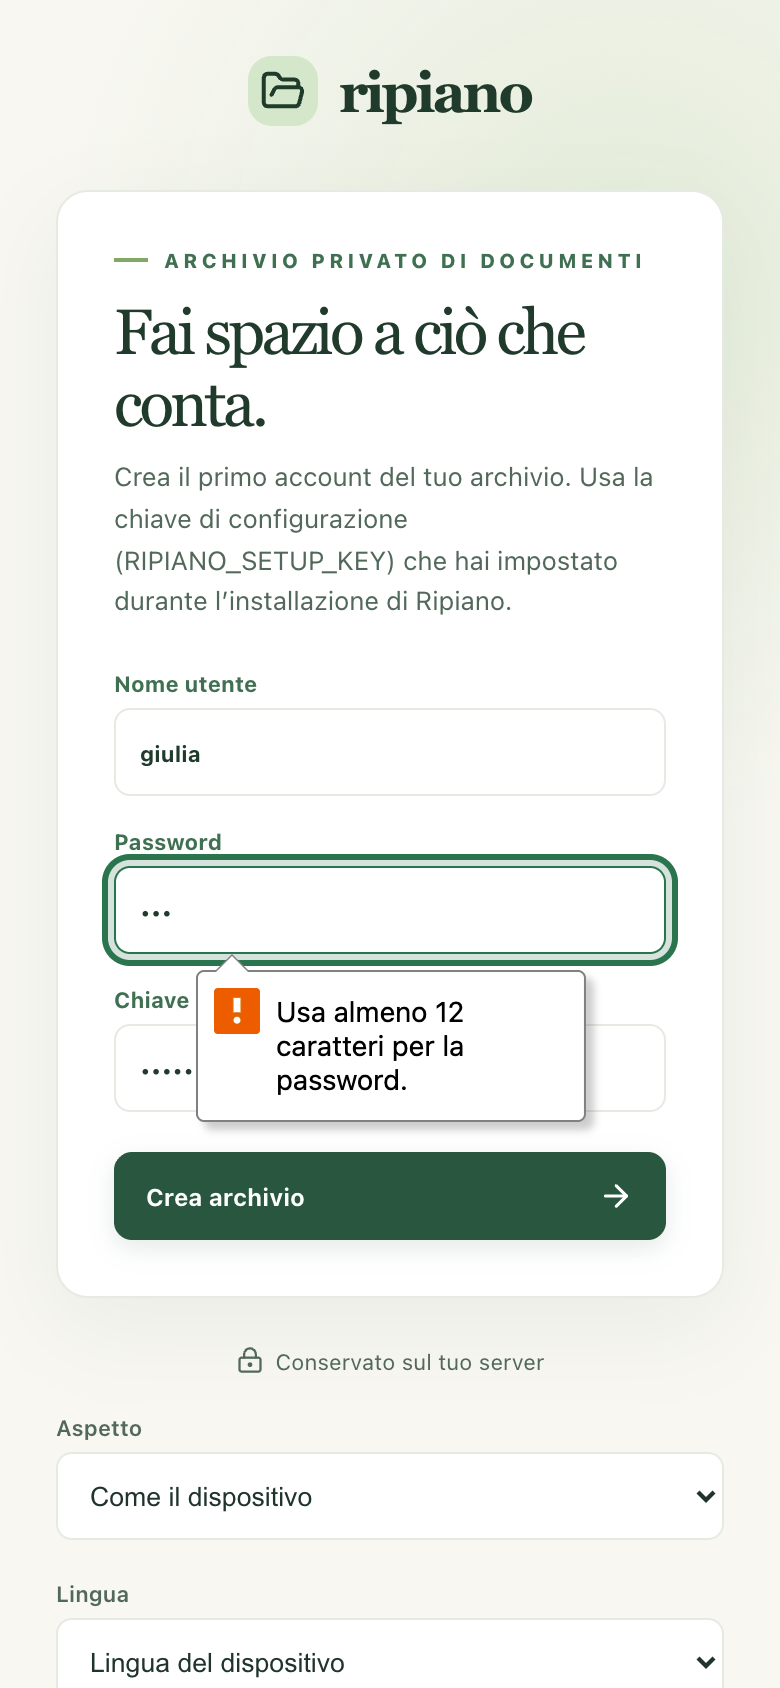 ripiano
ARCHIVIO PRIVATO DI DOCUMENTI
Fai spazio a ciò che
conta.
Crea il primo account del tuo archivio. Usa la
chiave di configurazione
(RIPIANO_SETUP_KEY) che hai impostato
durante l’installazione di Ripiano.
Nome utente
giulia
Password
•••
Chiave
•••••
Usa almeno 12
caratteri per la
password.
Crea archivio
Conservato sul tuo server
Aspetto
Come il dispositivo
Lingua
Lingua del dispositivo